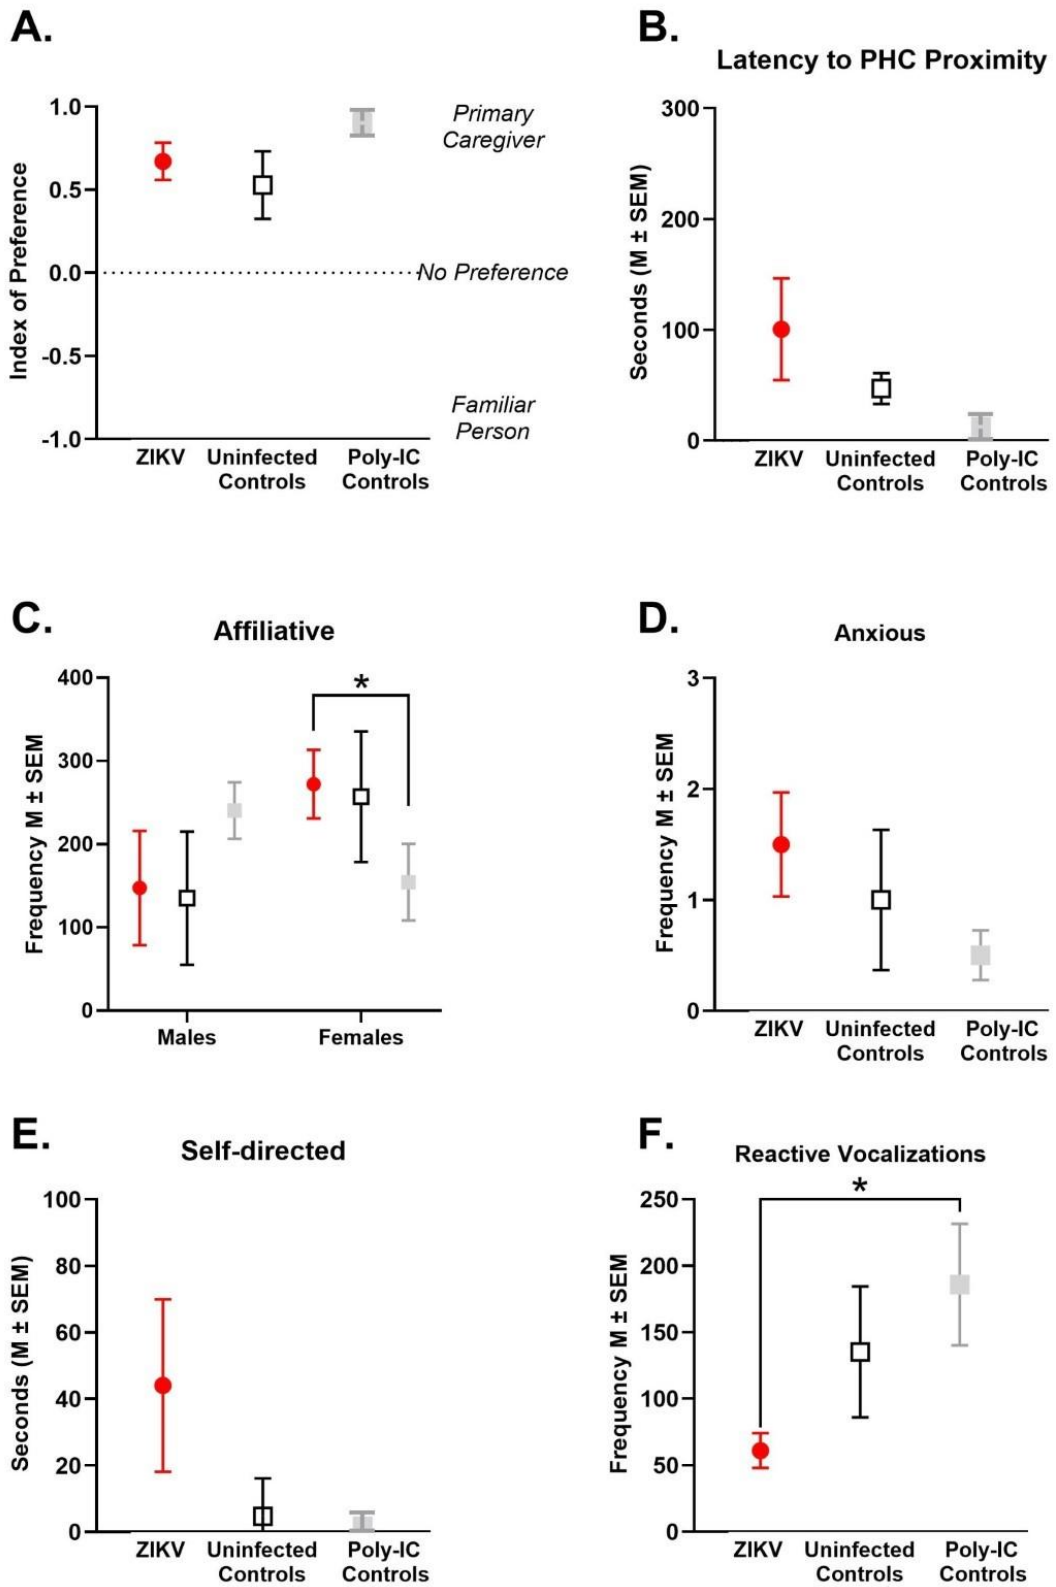 A.
1.0
0.5
0.0
-0.5
-1.0
Index of Preference
Primary
Caregiver
No Preference
Familiar
Person
ZIKV
Uninfected
Controls
Poly-IC
Controls
B.
Latency to PHC Proximity
300
200
100
0
Seconds (M ± SEM)
ZIKV
Uninfected
Controls
Poly-IC
Controls
C.
Affiliative
400
300
200
100
0
Frequency M ± SEM
*
Males
Females
D.
Anxious
3
2
1
0
Frequency M ± SEM
ZIKV
Uninfected
Controls
Poly-IC
Controls
E.
Self-directed
100
80
60
40
20
0
Seconds (M ± SEM)
ZIKV
Uninfected
Controls
Poly-IC
Controls
F.
Reactive Vocalizations
250
200
150
100
50
0
Frequency M ± SEM
*
ZIKV
Uninfected
Controls
Poly-IC
Controls